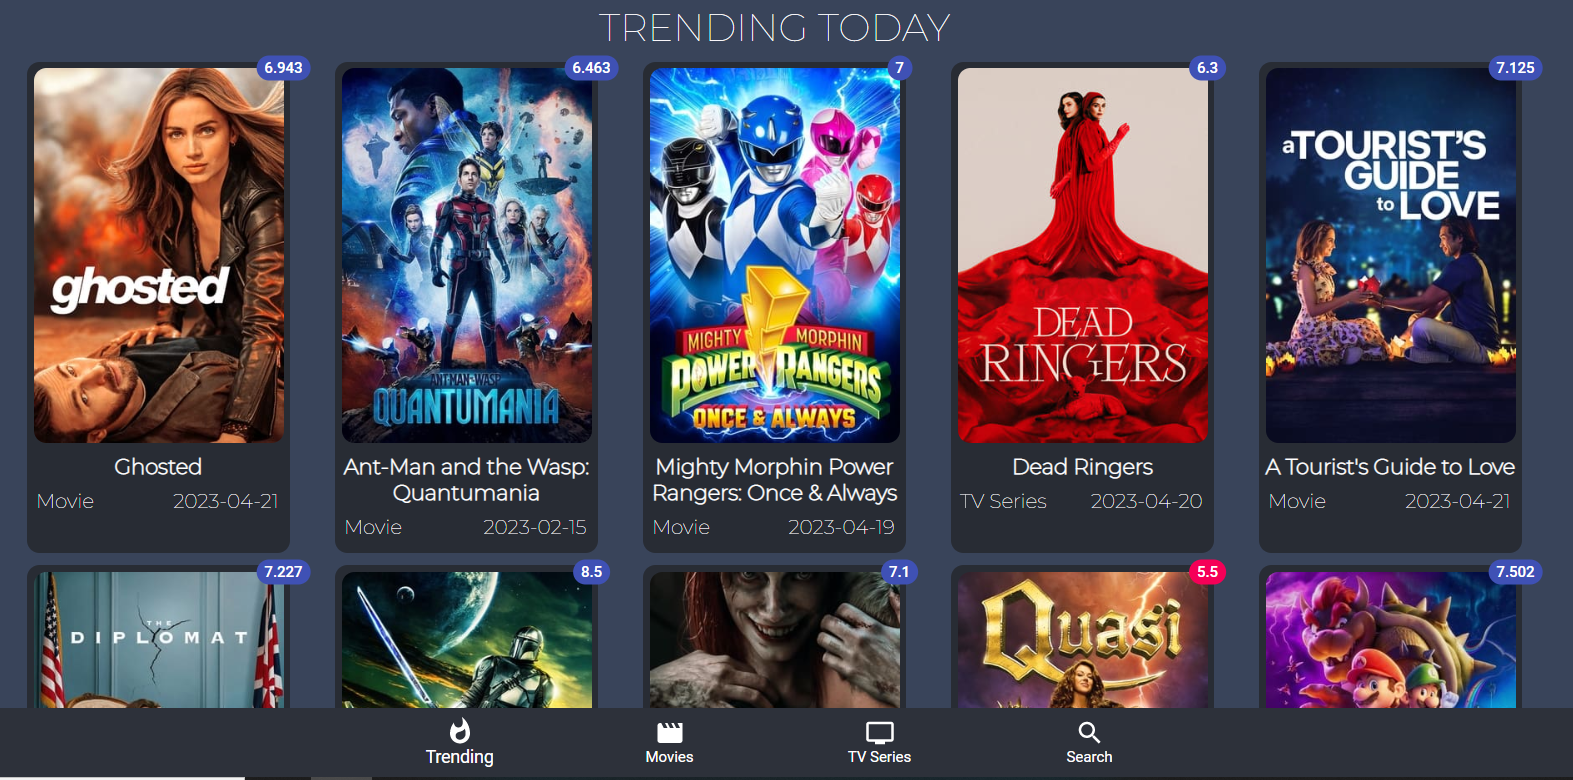 TRENDING TODAY
6.943
6.463
7
6.3
7.125
ghosted
ANT-MAN AND THE WASP
QUANTUMANIA
MIGHTY MORPHIN
POWER RANGERS
ONCE & ALWAYS
DEAD
RINGERS
a TOURIST'S
GUIDE
to LOVE
Ghosted
Movie 2023-04-21
Ant-Man and the Wasp:
Quantumania
Movie 2023-02-15
Mighty Morphin Power
Rangers: Once & Always
Movie 2023-04-19
Dead Ringers
TV Series 2023-04-20
A Tourist's Guide to Love
Movie 2023-04-21
7.227
8.5
7.1
5.5
7.502
THE
DIPLOMAT
Quasi
Trending
Movies
TV Series
Search